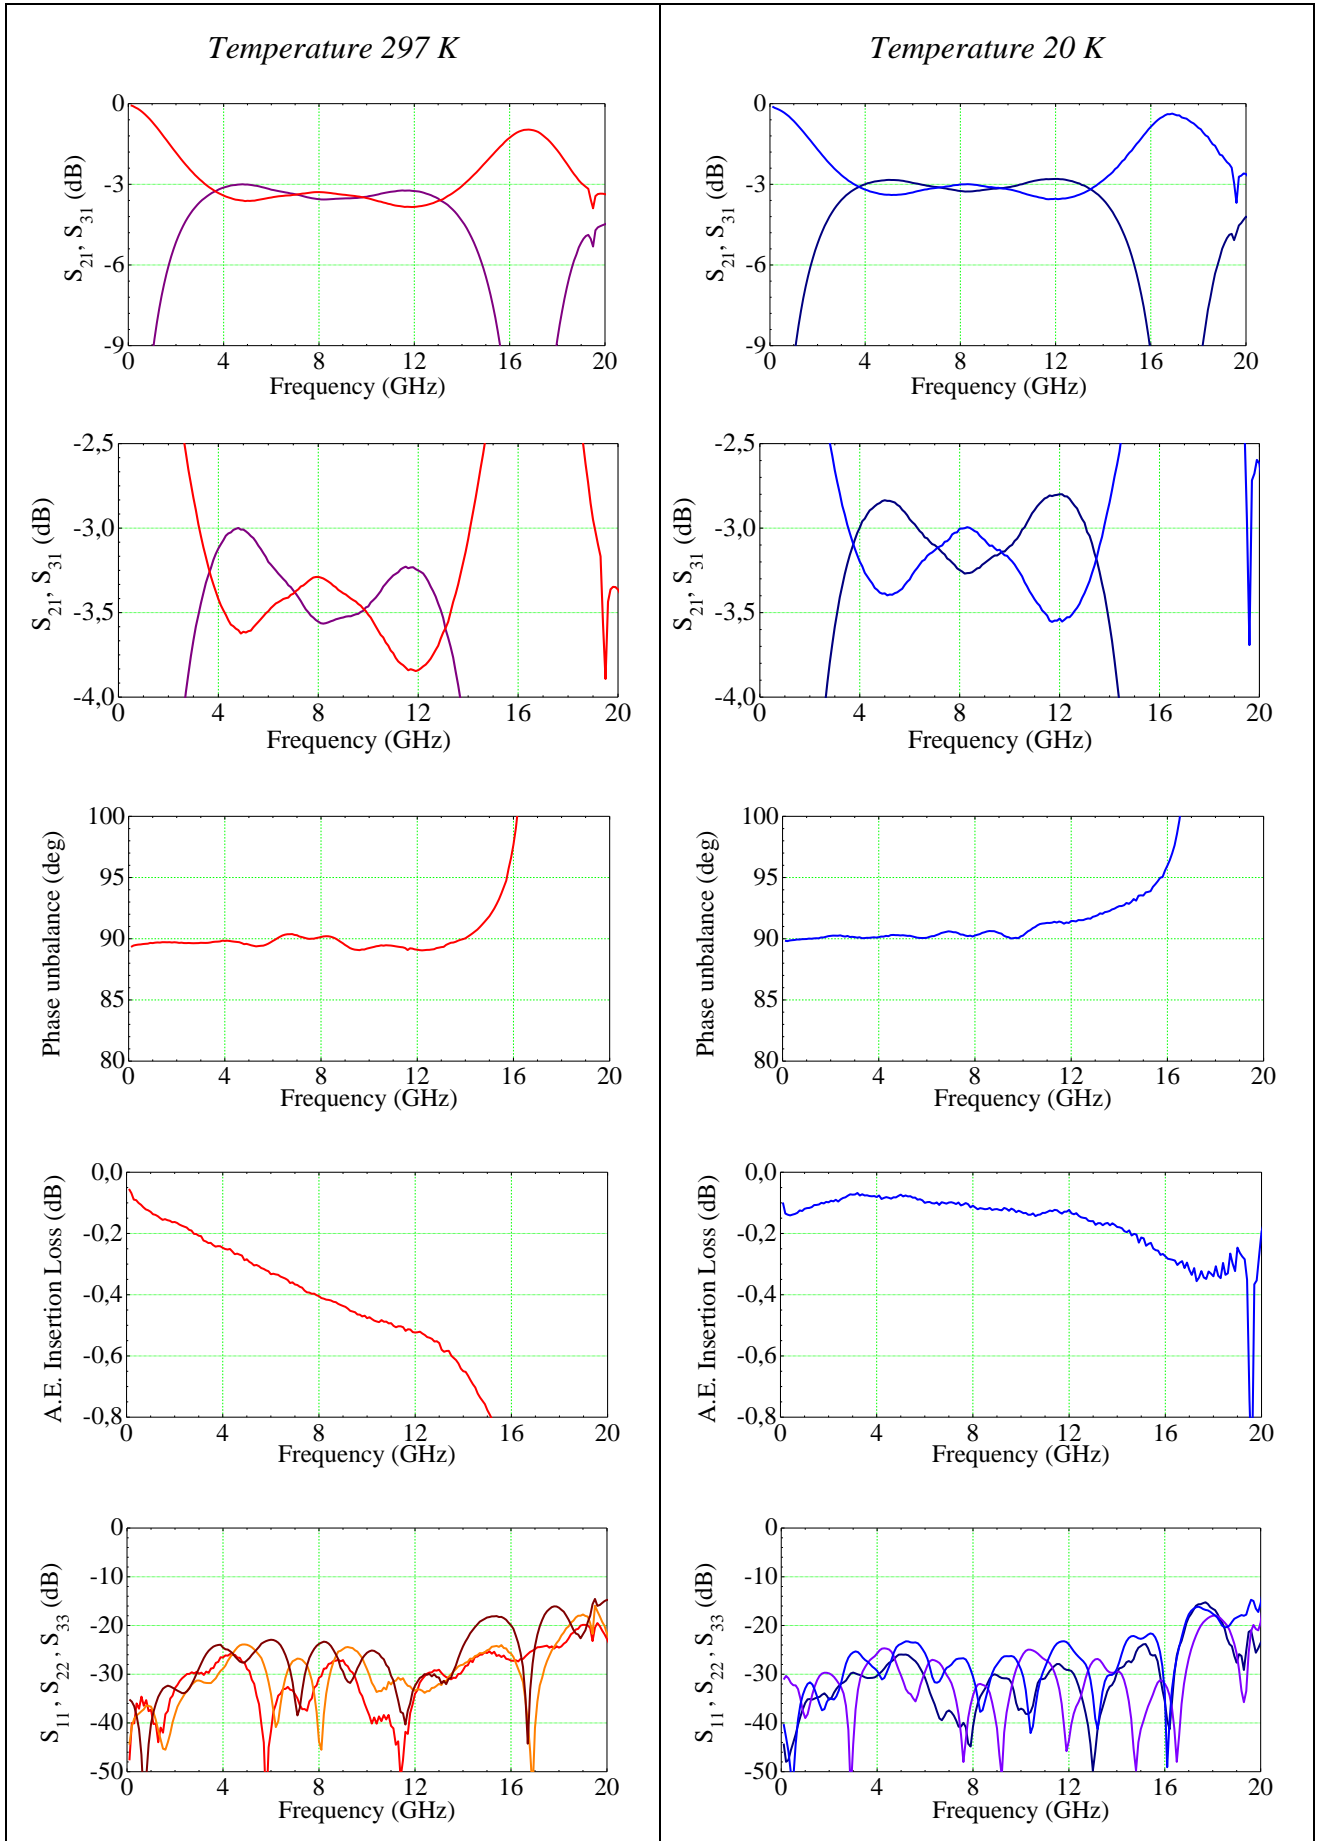 Temperature 297 K
Temperature 20 K
0
-3
-6
-9
S21, S31 (dB)
0 4 8 12 16 20
Frequency (GHz)
0
-3
-6
-9
S21, S31 (dB)
0 4 8 12 16 20
Frequency (GHz)
-2,5
-3,0
-3,5
-4,0
S21, S31 (dB)
0 4 8 12 16 20
Frequency (GHz)
-2,5
-3,0
-3,5
-4,0
S21, S31 (dB)
0 4 8 12 16 20
Frequency (GHz)
100
95
90
85
80
Phase unbalance (deg)
0 4 8 12 16 20
Frequency (GHz)
100
95
90
85
80
Phase unbalance (deg)
0 4 8 12 16 20
Frequency (GHz)
0,0
-0,2
-0,4
-0,6
-0,8
A.E. Insertion Loss (dB)
0 4 8 12 16 20
Frequency (GHz)
0,0
-0,2
-0,4
-0,6
-0,8
A.E. Insertion Loss (dB)
0 4 8 12 16 20
Frequency (GHz)
0
-10
-20
-30
-40
-50
S11, S22, S33 (dB)
0 4 8 12 16 20
Frequency (GHz)
0
-10
-20
-30
-40
-50
S11, S22, S33 (dB)
0 4 8 12 16 20
Frequency (GHz)